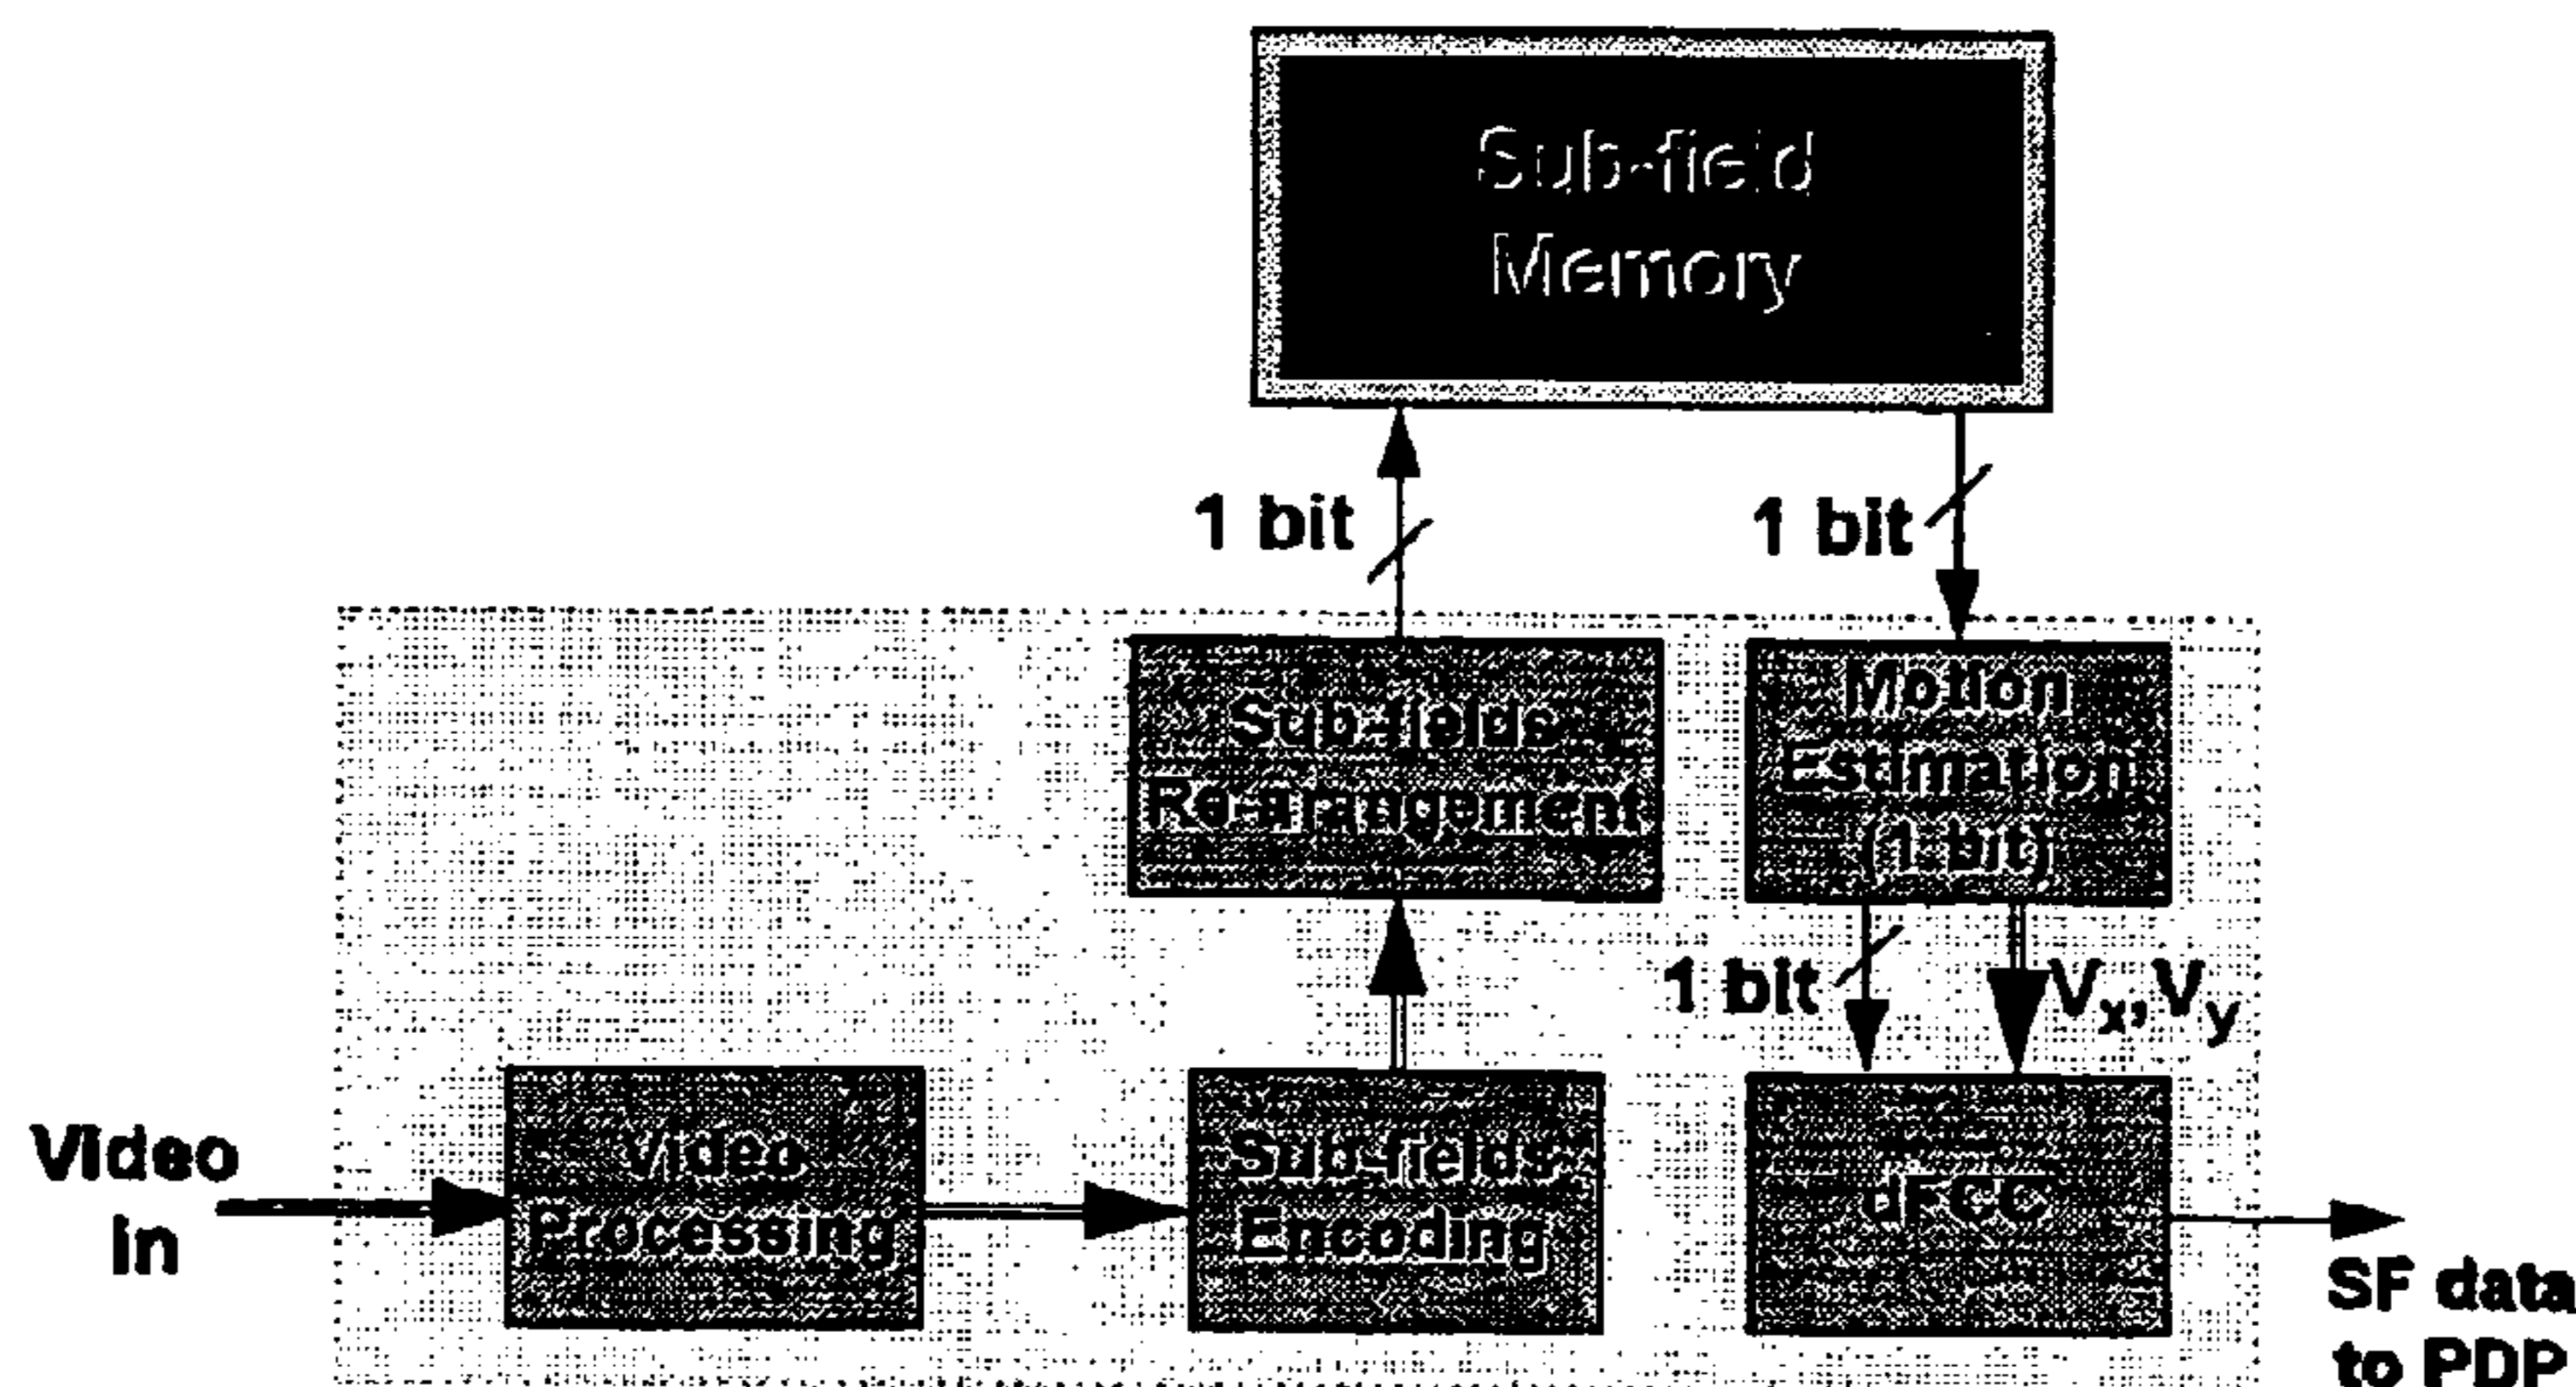 Sub-field
Memory
1 bit
1 bit
Sub-fields
Re-arangement
Motion
Estimation
(1 bit)
1 bit
Vx, Vy
Video
in
Video
Processing
Sub-fields
Encoding
dFCC
SF data
to PDP